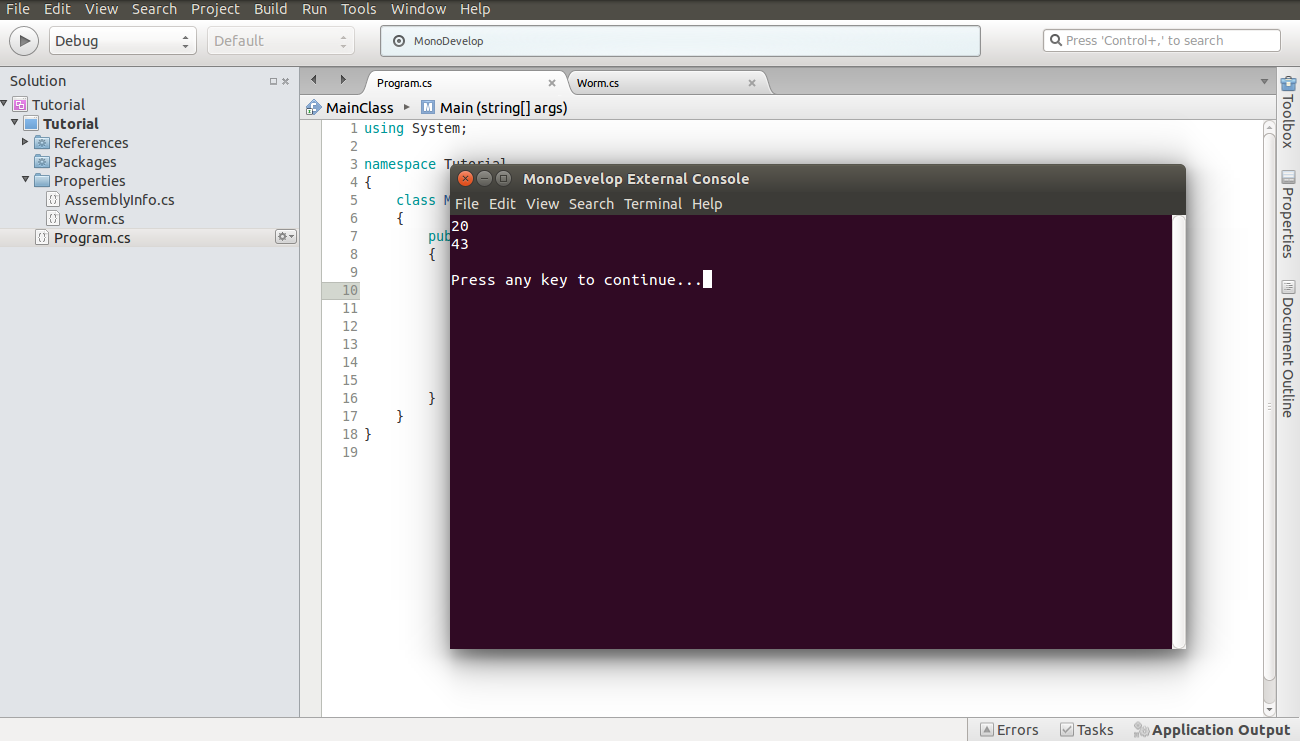 File Edit View Search Project Build Run Tools Window Help
Debug Default MonoDevelop Press 'Control+,' to search
Solution
Tutorial
Tutorial
References
Packages
Properties
AssemblyInfo.cs
Worm.cs
Program.cs
Program.cs Worm.cs
MainClass Main (string[] args)
1 using System;
2
3 namespace Tutorial
4 {
5 class M
6 {
7 pub
8 {
9
10
11
12
13
14
15
16 }
17 }
18 }
19
MonoDevelop External Console
File Edit View Search Terminal Help
20
43
Press any key to continue...
Toolbox
Properties
Document Outline
Errors Tasks Application Output